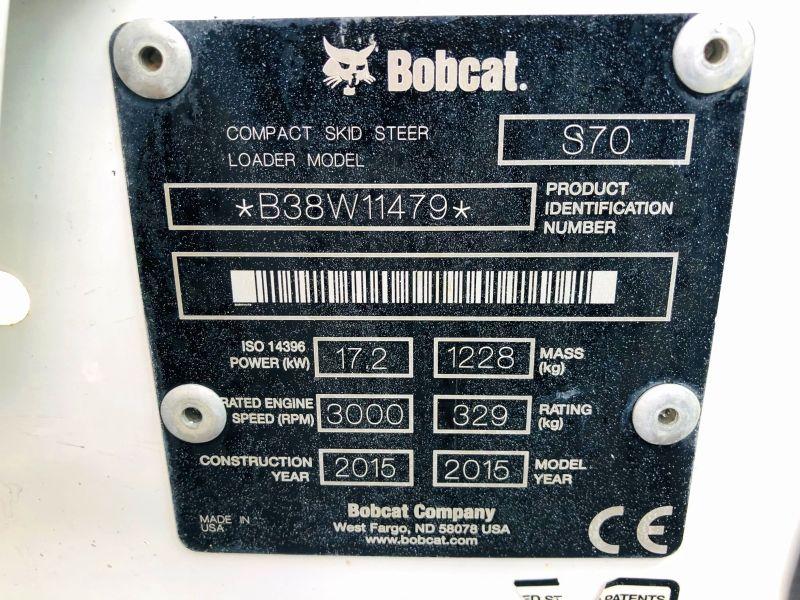 Bobcat.
COMPACT SKID STEER
LOADER MODEL
S70
*B38W11479*
PRODUCT
IDENTIFICATION
NUMBER
ISO 14396
POWER (kW)
17.2
1228
MASS
(kg)
RATED ENGINE
SPEED (RPM)
3000
329
RATING
(kg)
CONSTRUCTION
YEAR
2015
2015
MODEL
YEAR
MADE IN
USA
Bobcat Company
West Fargo, ND 58078 USA
www.bobcat.com
CE
PATENTS